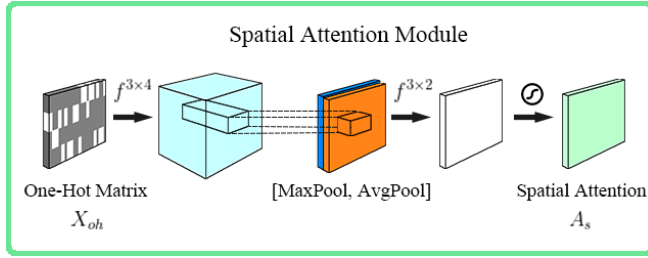 Spatial Attention Module
f^{3×4}
f^{3×2}
One-Hot Matrix
[MaxPool, AvgPool]
Spatial Attention
X_{oh}
A_s